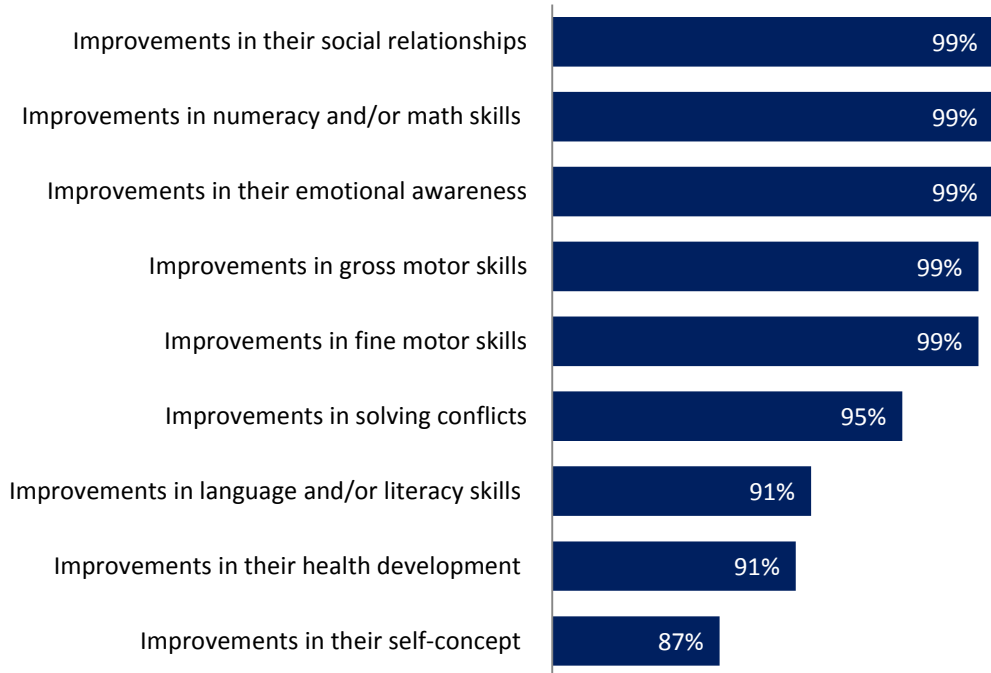 Improvements in their social relationships 99%
Improvements in numeracy and/or math skills 99%
Improvements in their emotional awareness 99%
Improvements in gross motor skills 99%
Improvements in fine motor skills 99%
Improvements in solving conflicts 95%
Improvements in language and/or literacy skills 91%
Improvements in their health development 91%
Improvements in their self-concept 87%